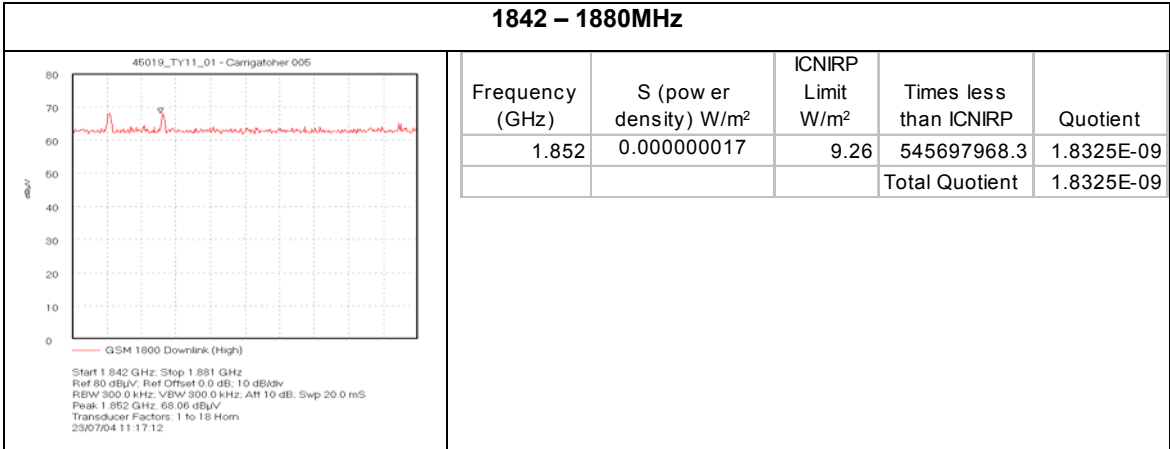 1842 – 1880MHz
45019_TY11_01 - Carrigatoher 005
80
70
60
50
40
30
20
10
0
dBµV
GSM 1800 Downlink (High)
Start 1.842 GHz; Stop 1.881 GHz
Ref 80 dBµV; Ref Offset 0.0 dB; 10 dB/div
RBW 300.0 kHz; VBW 300.0 kHz; Att 10 dB; Swp 20.0 mS
Peak 1.852 GHz, 68.06 dBµV
Transducer Factors: 1 to 18 Horn
23/07/04 11:17:12
Frequency (GHz) S (pow er density) W/m² ICNIRP Limit W/m² Times less than ICNIRP Quotient
1.852 0.000000017 9.26 545697968.3 1.8325E-09
Total Quotient 1.8325E-09